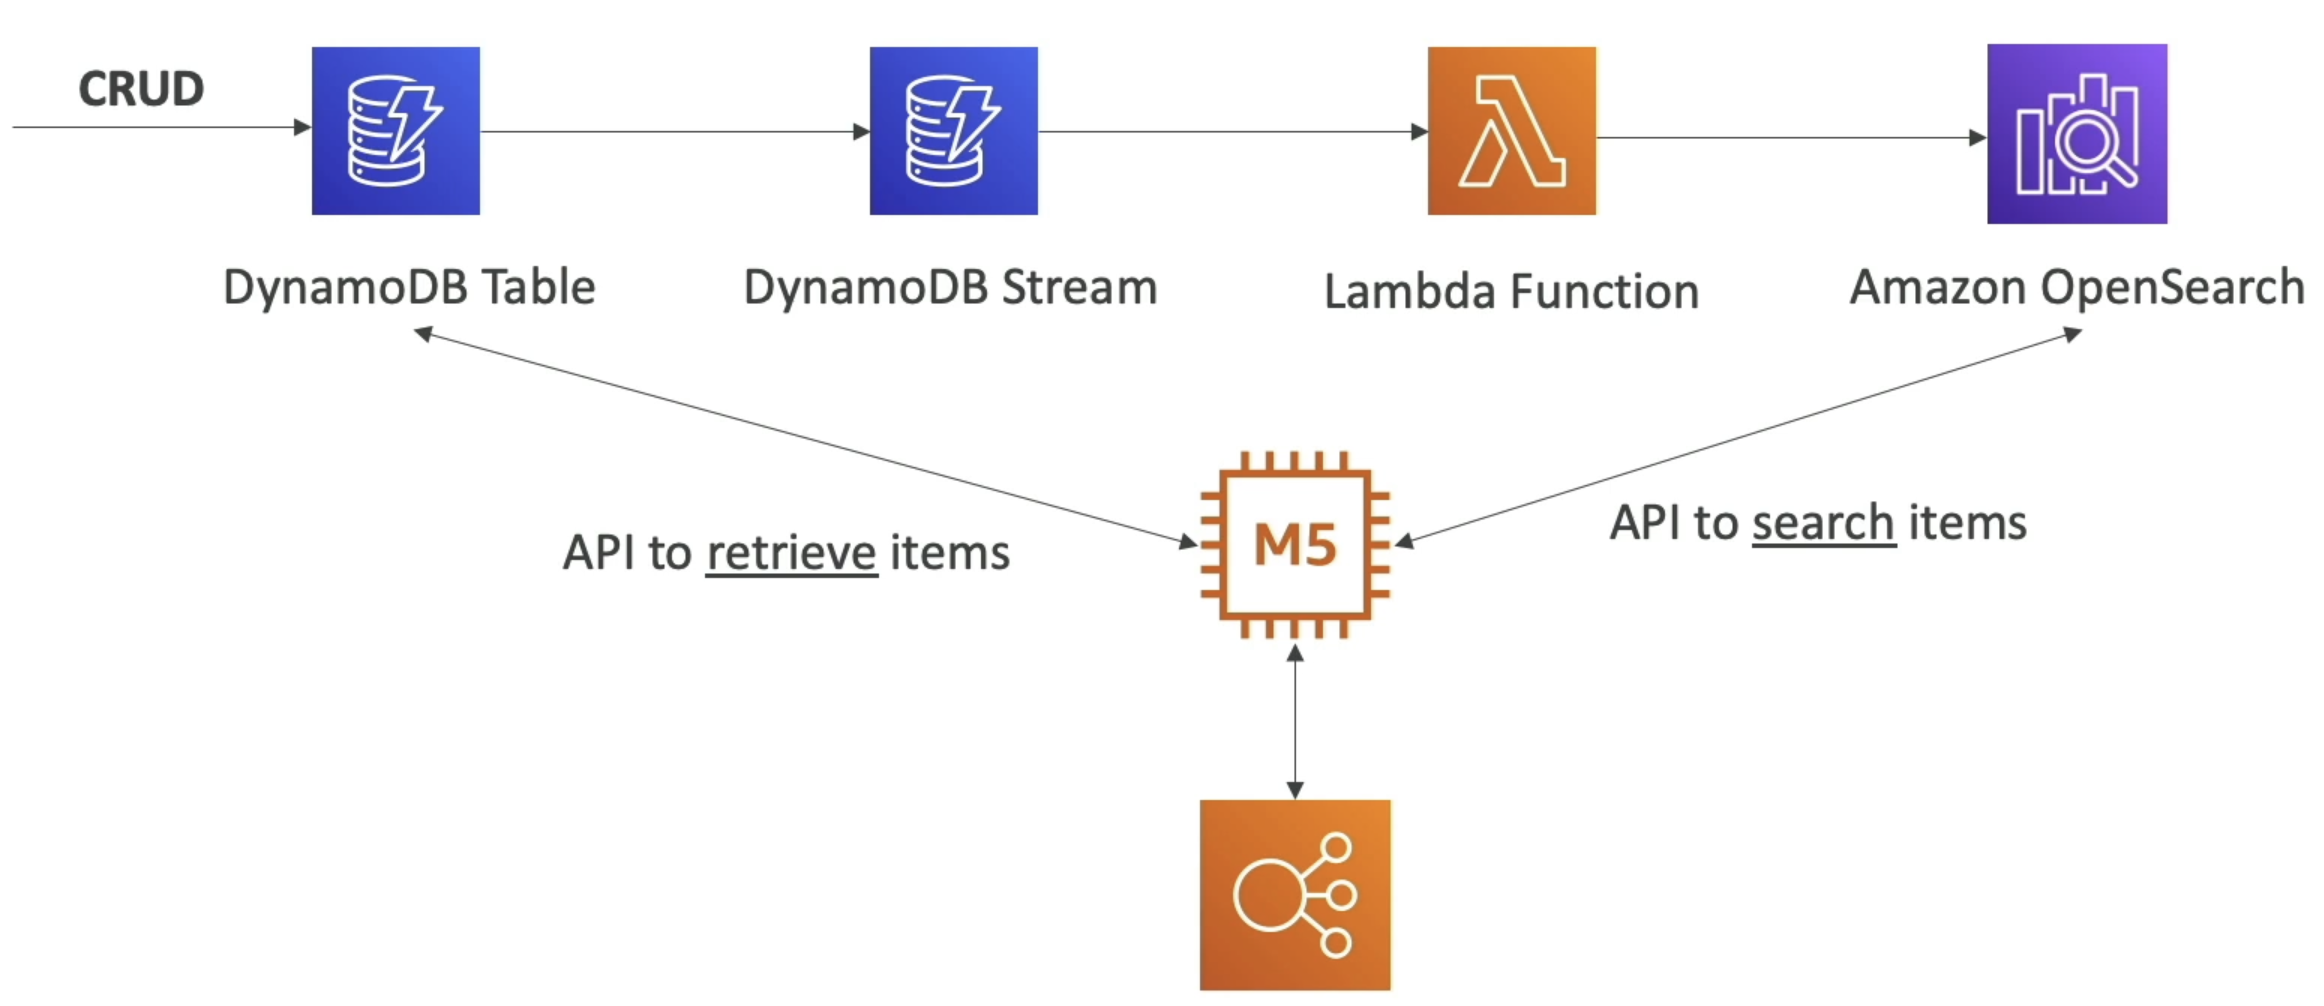 CRUD
DynamoDB Table
DynamoDB Stream
Lambda Function
Amazon OpenSearch
API to retrieve items
M5
API to search items